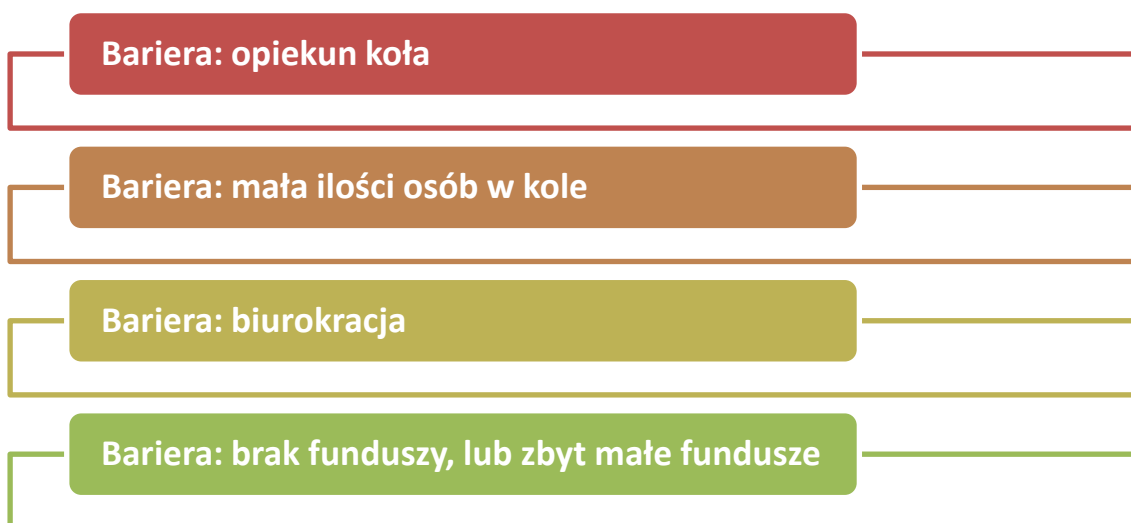 Bariera: opiekun koła
Bariera: mała ilości osób w kole
Bariera: biurokracja
Bariera: brak funduszy, lub zbyt małe fundusze